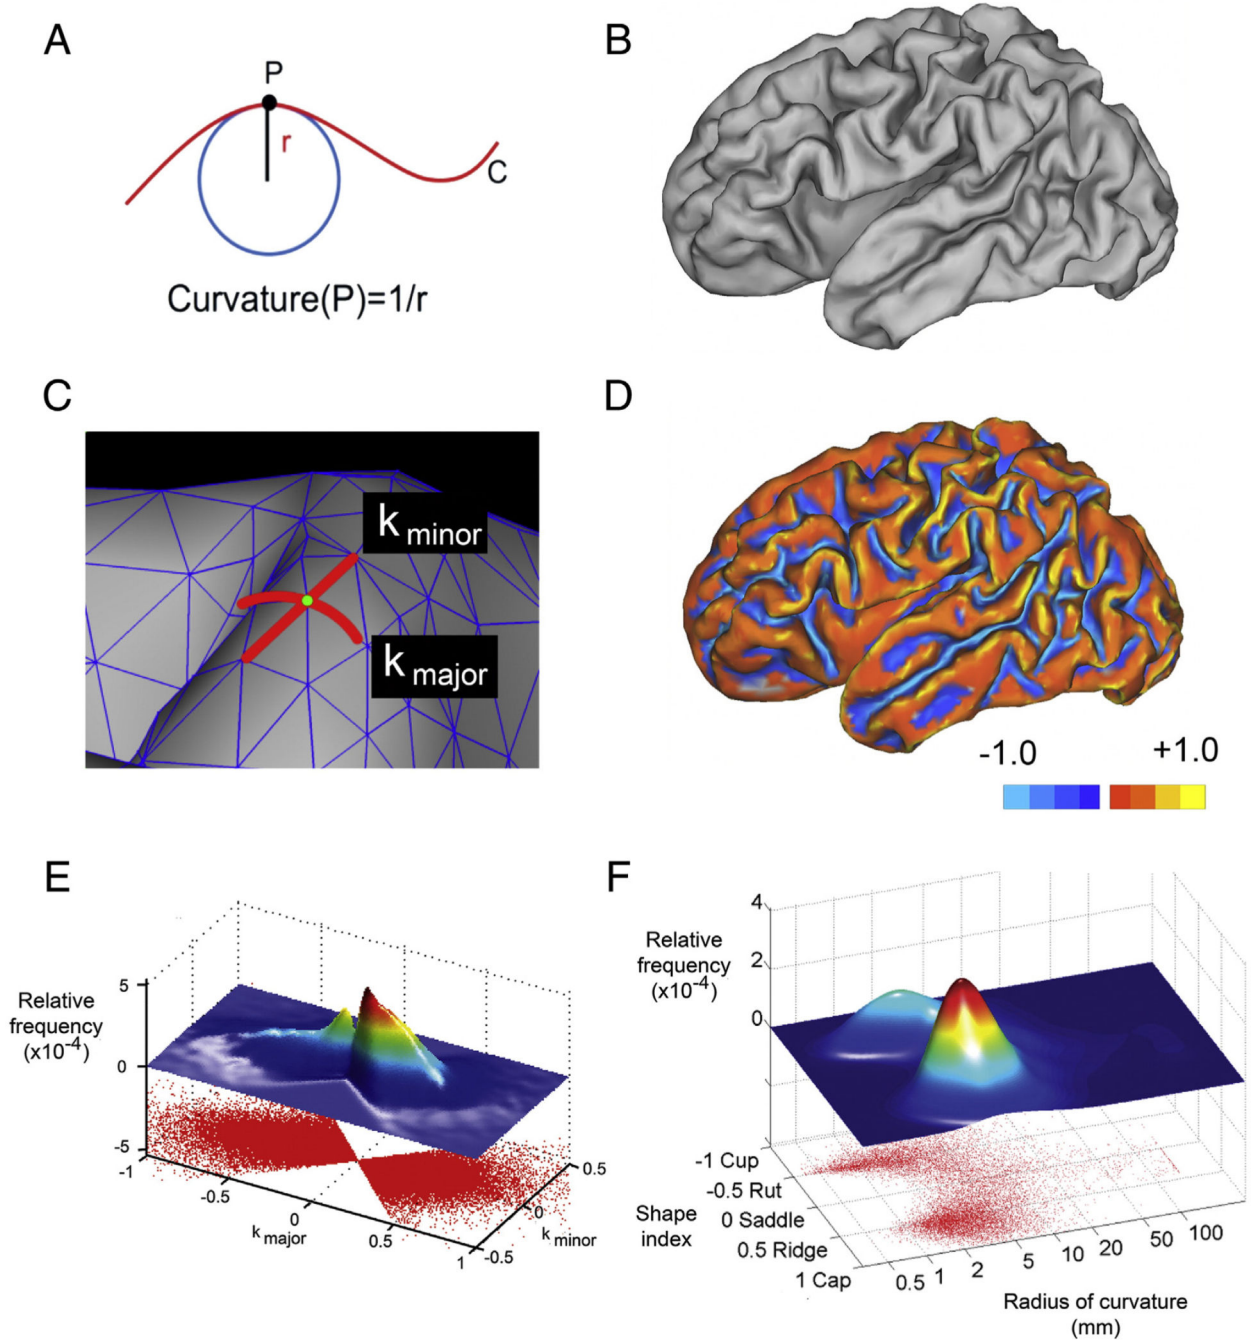 A
P
r
C
Curvature(P)=1/r
B
C
k minor
k major
D
-1.0 +1.0
E
Relative
frequency
(x10-4)
5
0
-5
-1
-0.5
0
0.5
1
k major
-0.5
0
0.5
k minor
F
Relative
frequency
(x10-4)
4
2
0
-1 Cup
-0.5 Rut
0 Saddle
0.5 Ridge
1 Cap
Shape
index
0.5 1 2 5 10 20 50 100
Radius of curvature
(mm)